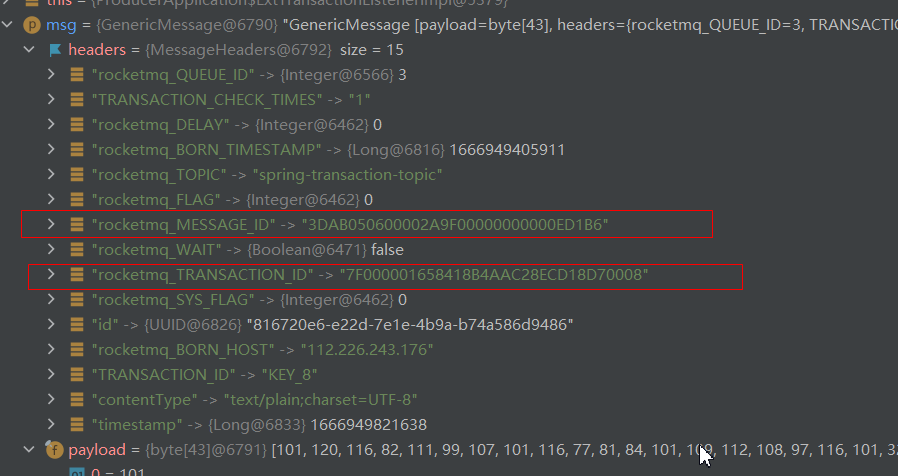 this = {ProducerApplication$ExtTransactionListenerImpl@5379}
msg = {GenericMessage@6790} "GenericMessage [payload=byte[43], headers={rocketmq_QUEUE_ID=3, TRANSACTIO
headers = {MessageHeaders@6792} size = 15
"rocketmq_QUEUE_ID" -> {Integer@6566} 3
"TRANSACTION_CHECK_TIMES" -> "1"
"rocketmq_DELAY" -> {Integer@6462} 0
"rocketmq_BORN_TIMESTAMP" -> {Long@6816} 1666949405911
"rocketmq_TOPIC" -> "spring-transaction-topic"
"rocketmq_FLAG" -> {Integer@6462} 0
"rocketmq_MESSAGE_ID" -> "3DAB050600002A9F00000000000ED1B6"
"rocketmq_WAIT" -> {Boolean@6471} false
"rocketmq_TRANSACTION_ID" -> "7F000001658418B4AAC28ECD18D70008"
"rocketmq_SYS_FLAG" -> {Integer@6462} 0
"id" -> {UUID@6826} "816720e6-e22d-7e1e-4b9a-b74a586d9486"
"rocketmq_BORN_HOST" -> "112.226.243.176"
"TRANSACTION_ID" -> "KEY_8"
"contentType" -> "text/plain;charset=UTF-8"
"timestamp" -> {Long@6833} 1666949821638
payload = {byte[43]@6791} [101, 120, 116, 82, 111, 99, 107, 101, 116, 77, 81, 84, 101, 109, 112, 108, 97, 116, 101, 32
0 = 101